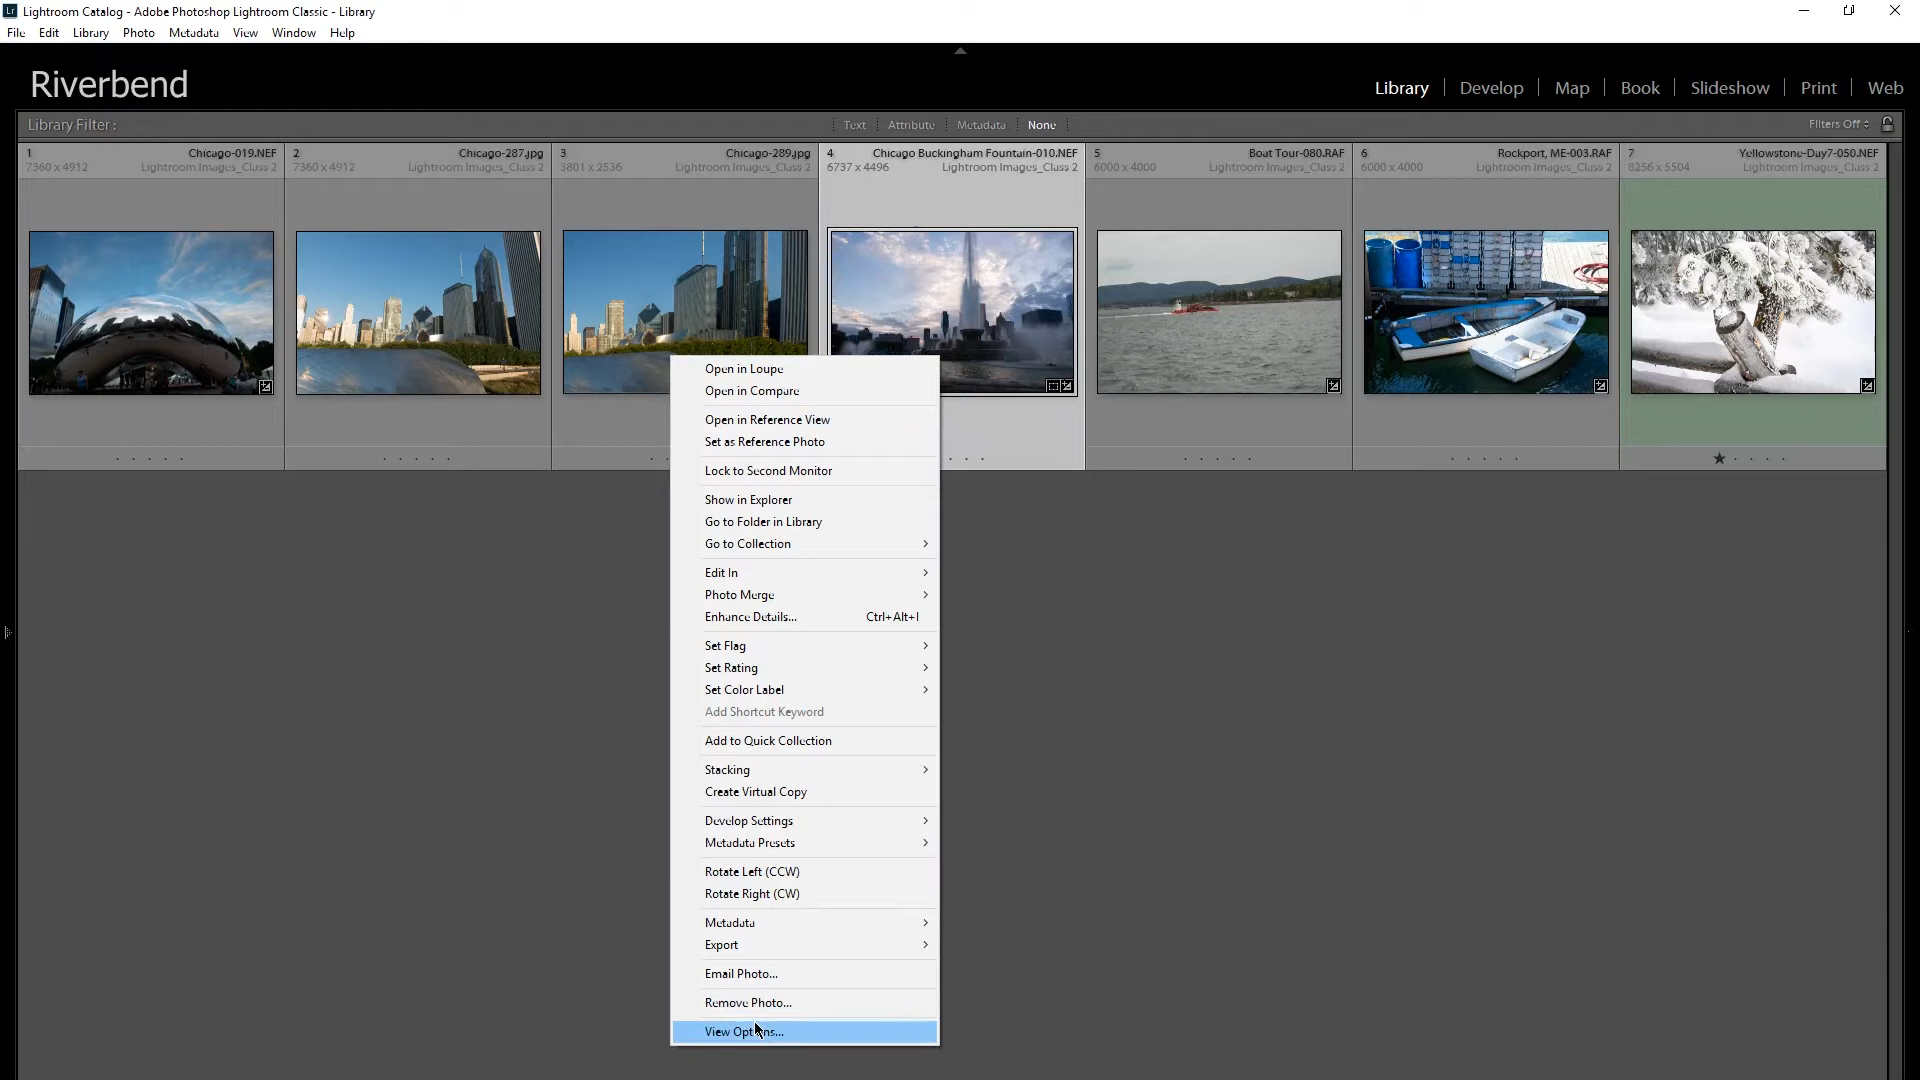 Lr Lightroom Catalog - Adobe Photoshop Lightroom Classic - Library
File Edit Library Photo Metadata View Window Help
Riverbend
Library Develop Map Book Slideshow Print Web
Library Filter : Text Attribute Metadata None Filters Off
1 Chicago-019.NEF 2 Chicago-287.jpg 3 Chicago-289.jpg 4 Chicago Buckingham Fountain-010.NEF 5 Boat Tour-080.RAF 6 Rockport, ME-003.RAF 7 Yellowstone-Day7-050.NEF
7360 x 4912 Lightroom Images_Class 2 7360 x 4912 Lightroom Images_Class 2 3801 x 2536 Lightroom Images_Class 2 6737 x 4496 Lightroom Images_Class 2 6000 x 4000 Lightroom Images_Class 2 6000 x 4000 Lightroom Images_Class 2 8256 x 5504 Lightroom Images_Class 2
Open in Loupe
Open in Compare
Open in Reference View
Set as Reference Photo
Lock to Second Monitor
Show in Explorer
Go to Folder in Library
Go to Collection
Edit In
Photo Merge
Enhance Details... Ctrl+Alt+I
Set Flag
Set Rating
Set Color Label
Add Shortcut Keyword
Add to Quick Collection
Stacking
Create Virtual Copy
Develop Settings
Metadata Presets
Rotate Left (CCW)
Rotate Right (CW)
Metadata
Export
Email Photo...
Remove Photo...
View Options...